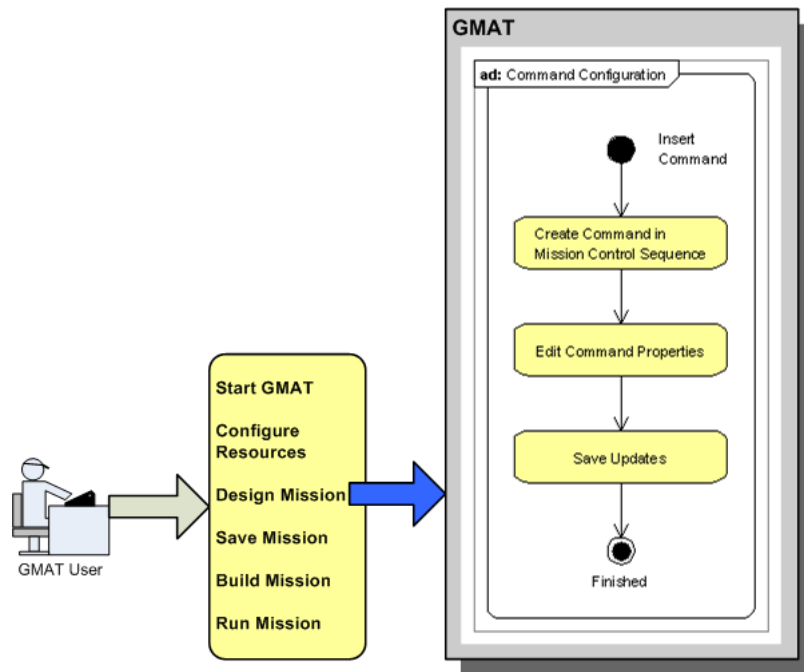 GMAT
ad: Command Configuration
Insert
Command
Create Command in
Mission Control Sequence
Edit Command Properties
Save Updates
Finished
Start GMAT
Configure
Resources
Design Mission
Save Mission
Build Mission
Run Mission
GMAT User